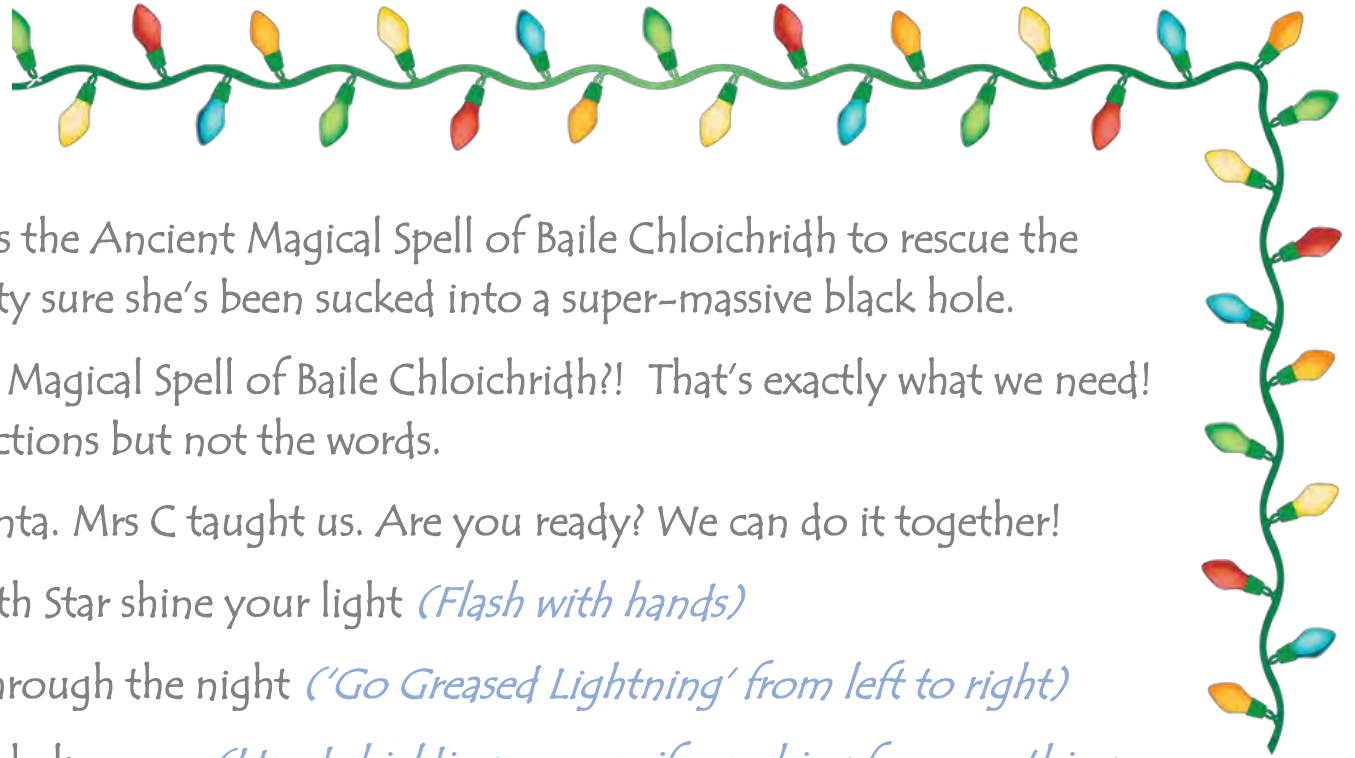 s the Ancient Magical Spell of Baile Chloichridh to rescue the
ty sure she's been sucked into a super-massive black hole.
Magical Spell of Baile Chloichridh?! That's exactly what we need!
ctions but not the words.
nta. Mrs C taught us. Are you ready? We can do it together!
th Star shine your light (Flash with hands)
hrough the night ('Go Greased Lightning' from left to right)